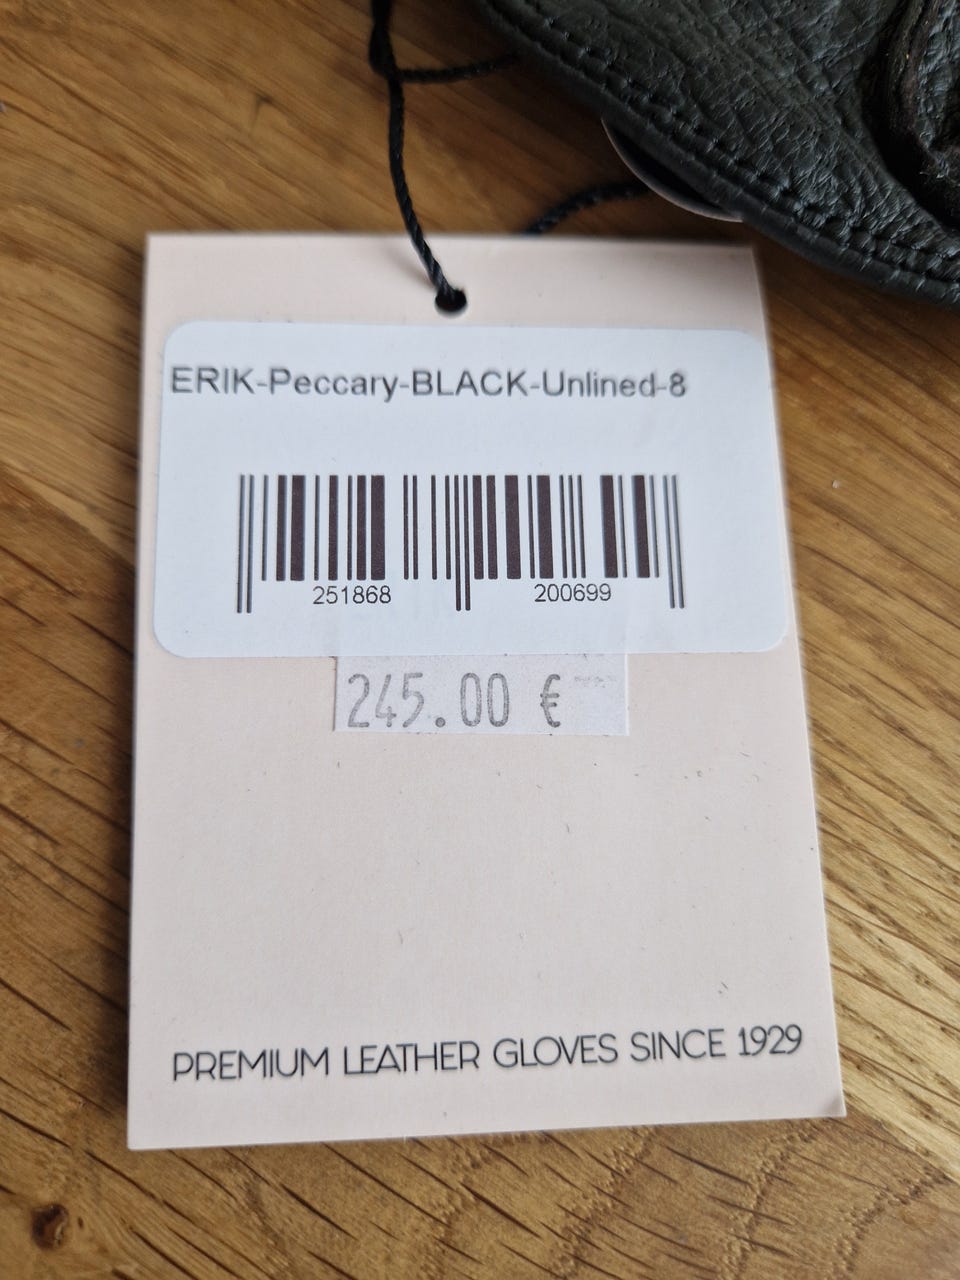 ERIK-Peccary-BLACK-Unlined-8
251868 200699
245.00 €
PREMIUM LEATHER GLOVES SINCE 1929